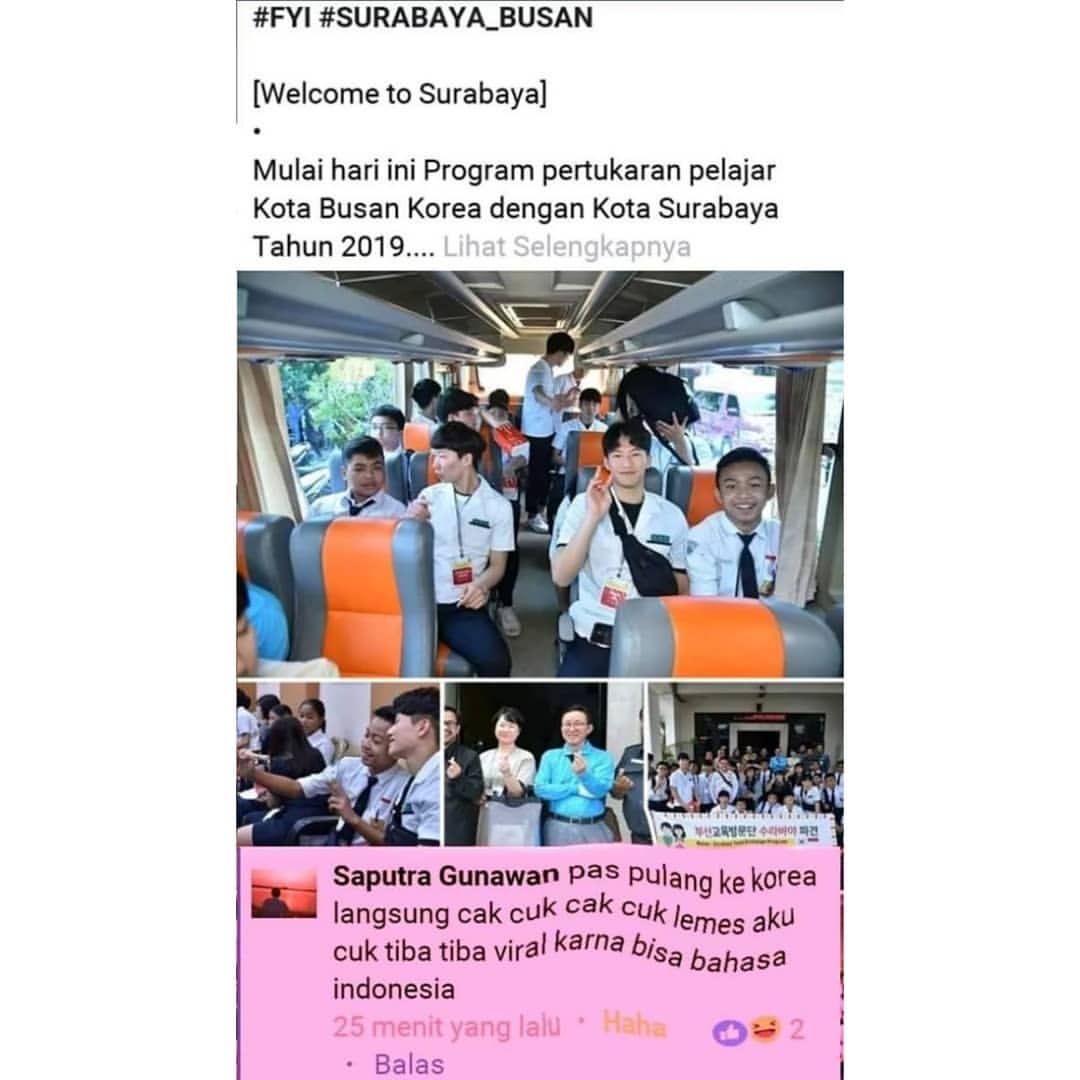 #FYI #SURABAYA_BUSAN
[Welcome to Surabaya]
•
Mulai hari ini Program pertukaran pelajar
Kota Busan Korea dengan Kota Surabaya
Tahun 2019.... Lihat Selengkapnya
부산교육방문단 수라바야 파견
Saputra Gunawan pas pulang ke korea
langsung cak cuk cak cuk lemes aku
cuk tiba tiba viral karna bisa bahasa
indonesia
25 menit yang lalu • Haha 2
• Balas